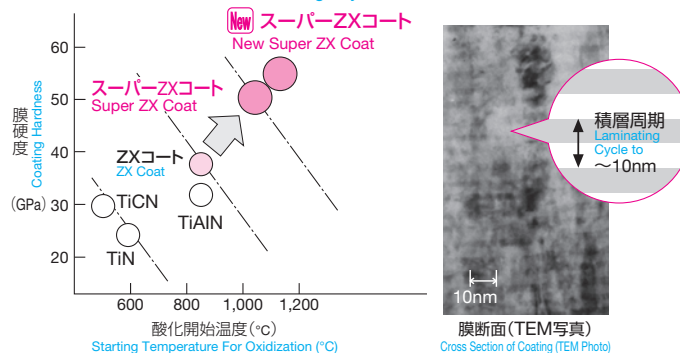 New スーパーZXコート
New Super ZX Coat
スーパーZXコート
Super ZX Coat
ZXコート
ZX Coat
TiCN
TiN
TiAlN
膜硬度
Coating Hardness
(GPa)
60
50
40
30
20
600
800
1,000
1,200
酸化開始温度(℃)
Starting Temperature For Oxidization (°C)
積層周期
Laminating
Cycle to
～10nm
10nm
膜断面(TEM写真)
Cross Section of Coating (TEM Photo)